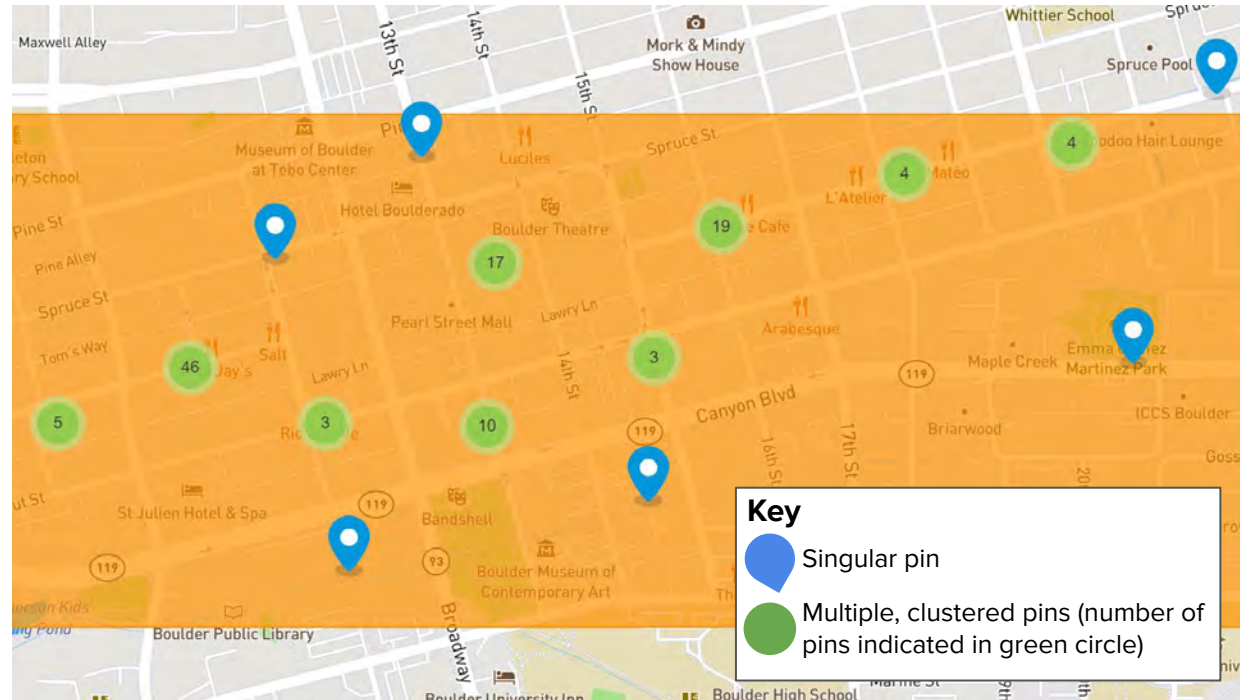 Maxwell Alley
13th St
14th St
15th St
Mork & Mindy
Show House
Whittier School
Spruce Pool
Museum of Boulder
at Tebo Center
Luciles
Spruce St
4
Hair Lounge
ry School
Hotel Boulderado
Boulder Theatre
4
Mateo
L'Atelier
19
Cafe
Pine St
Pine Alley
17
Spruce St
Pearl Street Mall
Lawry Ln
Arabesque
Tom's Way
Salt
46
Jay's
Lawry Ln
14th St
3
119
Maple Creek
Martinez Park
5
3
10
Canyon Blvd
119
16th St
17th St
Briarwood
ICCS Boulder
St Julien Hotel & Spa
119
Bandshell
119
93
Boulder Museum of
Contemporary Art
Boulder Public Library
Broadway
Boulder University Inn
Boulder High School
Key
Singular pin
Multiple, clustered pins (number of
pins indicated in green circle)